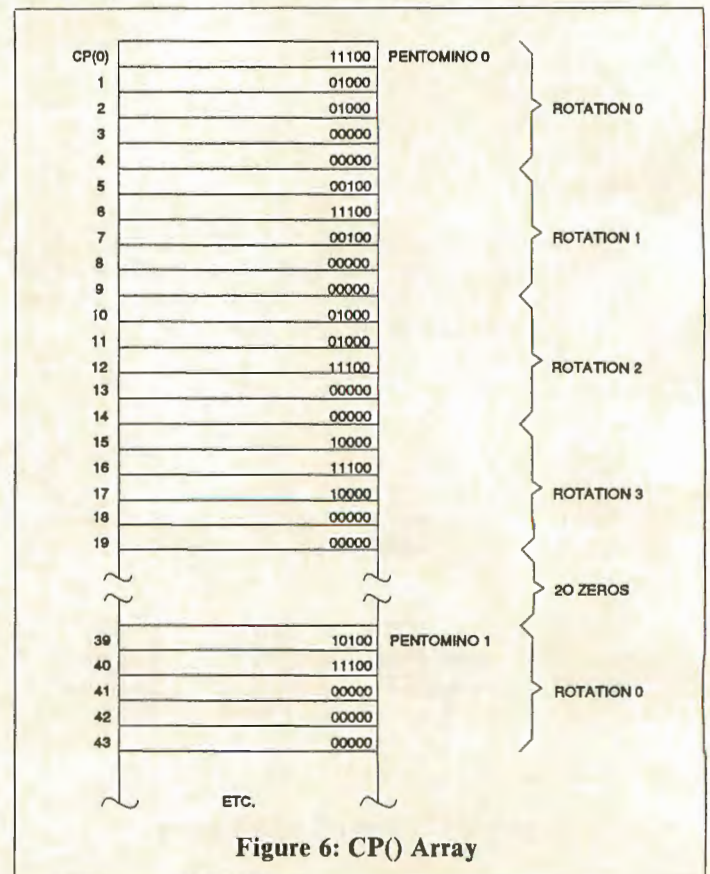 CP(0) 11100 PENTOMINO 0
1 01000
2 01000 ROTATION 0
3 00000
4 00000
5 00100
6 11100
7 00100 ROTATION 1
8 00000
9 00000
10 01000
11 01000
12 11100 ROTATION 2
13 00000
14 00000
15 10000
16 11100
17 10000 ROTATION 3
18 00000
19 00000
20 ZEROS
39 10100 PENTOMINO 1
40 11100
41 00000 ROTATION 0
42 00000
43 00000
ETC.
Figure 6: CP() Array